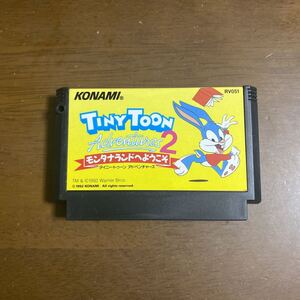 KONAMI®
RV051
TINY TOON
Adventures 2
モンタナランドへようこそ
タイニートゥーン アドベンチャーズ
TM & ©1992 Warner Bros.
© 1992 KONAMI All rights reserved.